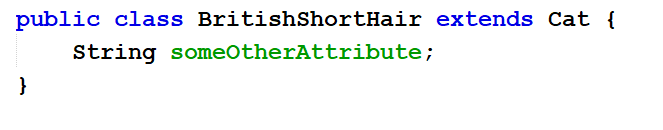 public class BritishShortHair extends Cat {
    String someOtherAttribute;
}